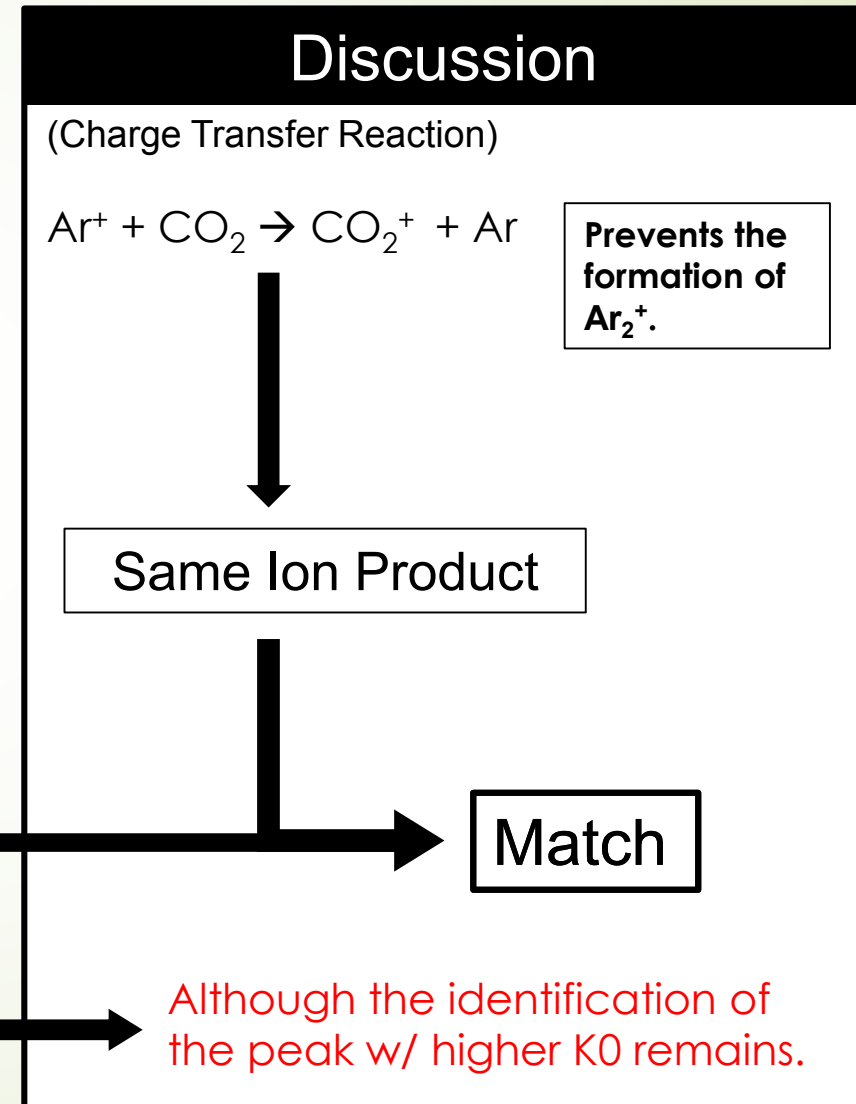 Discussion
(Charge Transfer Reaction)
Ar⁺ + CO₂ → CO₂⁺ + Ar
Prevents the
formation of
Ar₂⁺.
Same Ion Product
Match
Although the identification of
the peak w/ higher K0 remains.